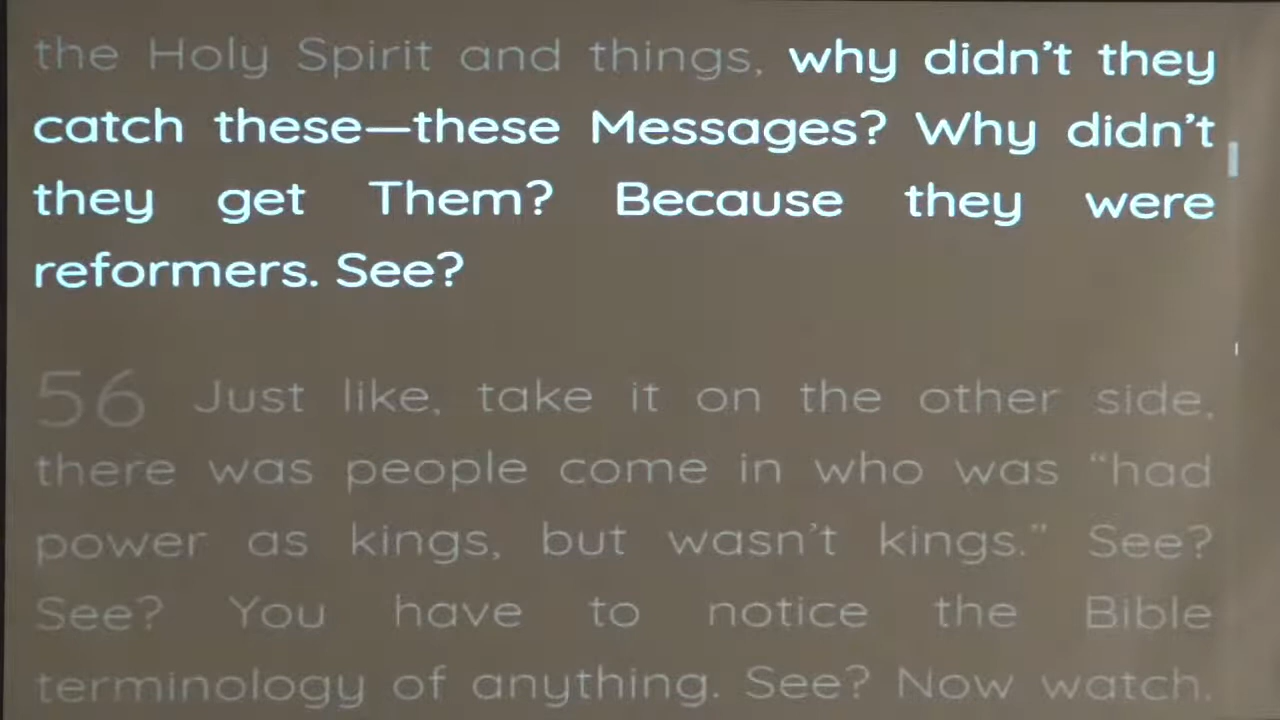 the Holy Spirit and things, why didn't they
catch these—these Messages? Why didn't
they get Them? Because they were
reformers. See?
56 Just like, take it on the other side,
there was people come in who was “had
power as kings, but wasn't kings.” See?
See? You have to notice the Bible
terminology of anything. See? Now watch.